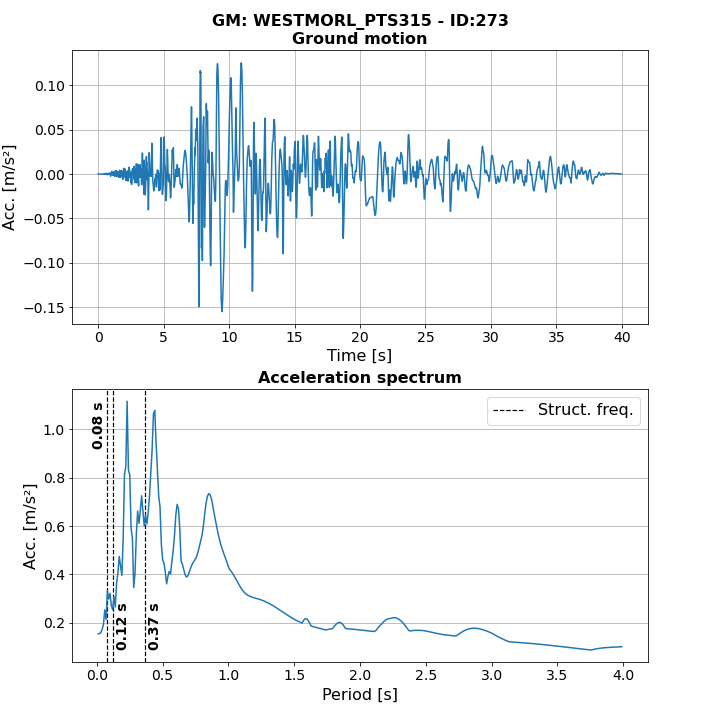 GM: WESTMORL_PTS315 - ID:273
Ground motion
Acc. [m/s²]
0.10
0.05
0.00
−0.05
−0.10
−0.15
0 5 10 15 20 25 30 35 40
Time [s]
Acceleration spectrum
Acc. [m/s²]
1.0
0.8
0.6
0.4
0.2
0.08 s
0.12 s
0.37 s
Struct. freq.
0.0 0.5 1.0 1.5 2.0 2.5 3.0 3.5 4.0
Period [s]